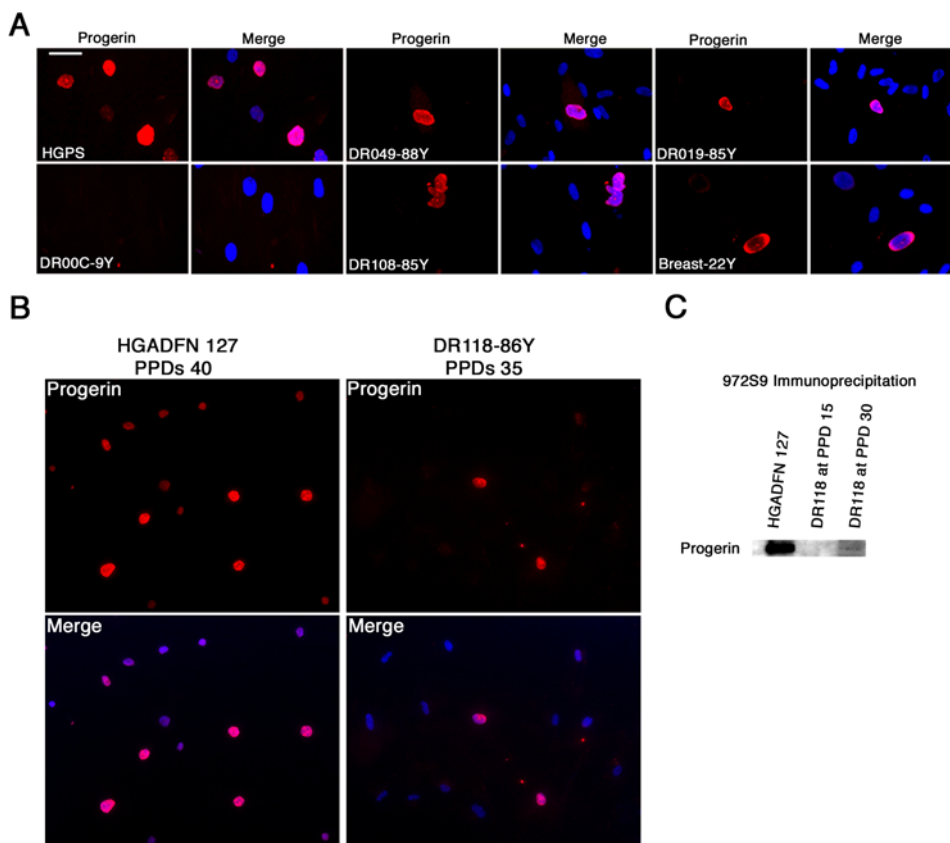 A
Progerin Merge Progerin Merge Progerin Merge
HGPS DR049-88Y DR019-85Y
DR00C-9Y DR108-85Y Breast-22Y
B
HGADFN 127
PPDs 40
DR118-86Y
PPDs 35
Progerin Progerin
Merge Merge
C
972S9 Immunoprecipitation
HGADFN 127
DR118 at PPD 15
DR118 at PPD 30
Progerin